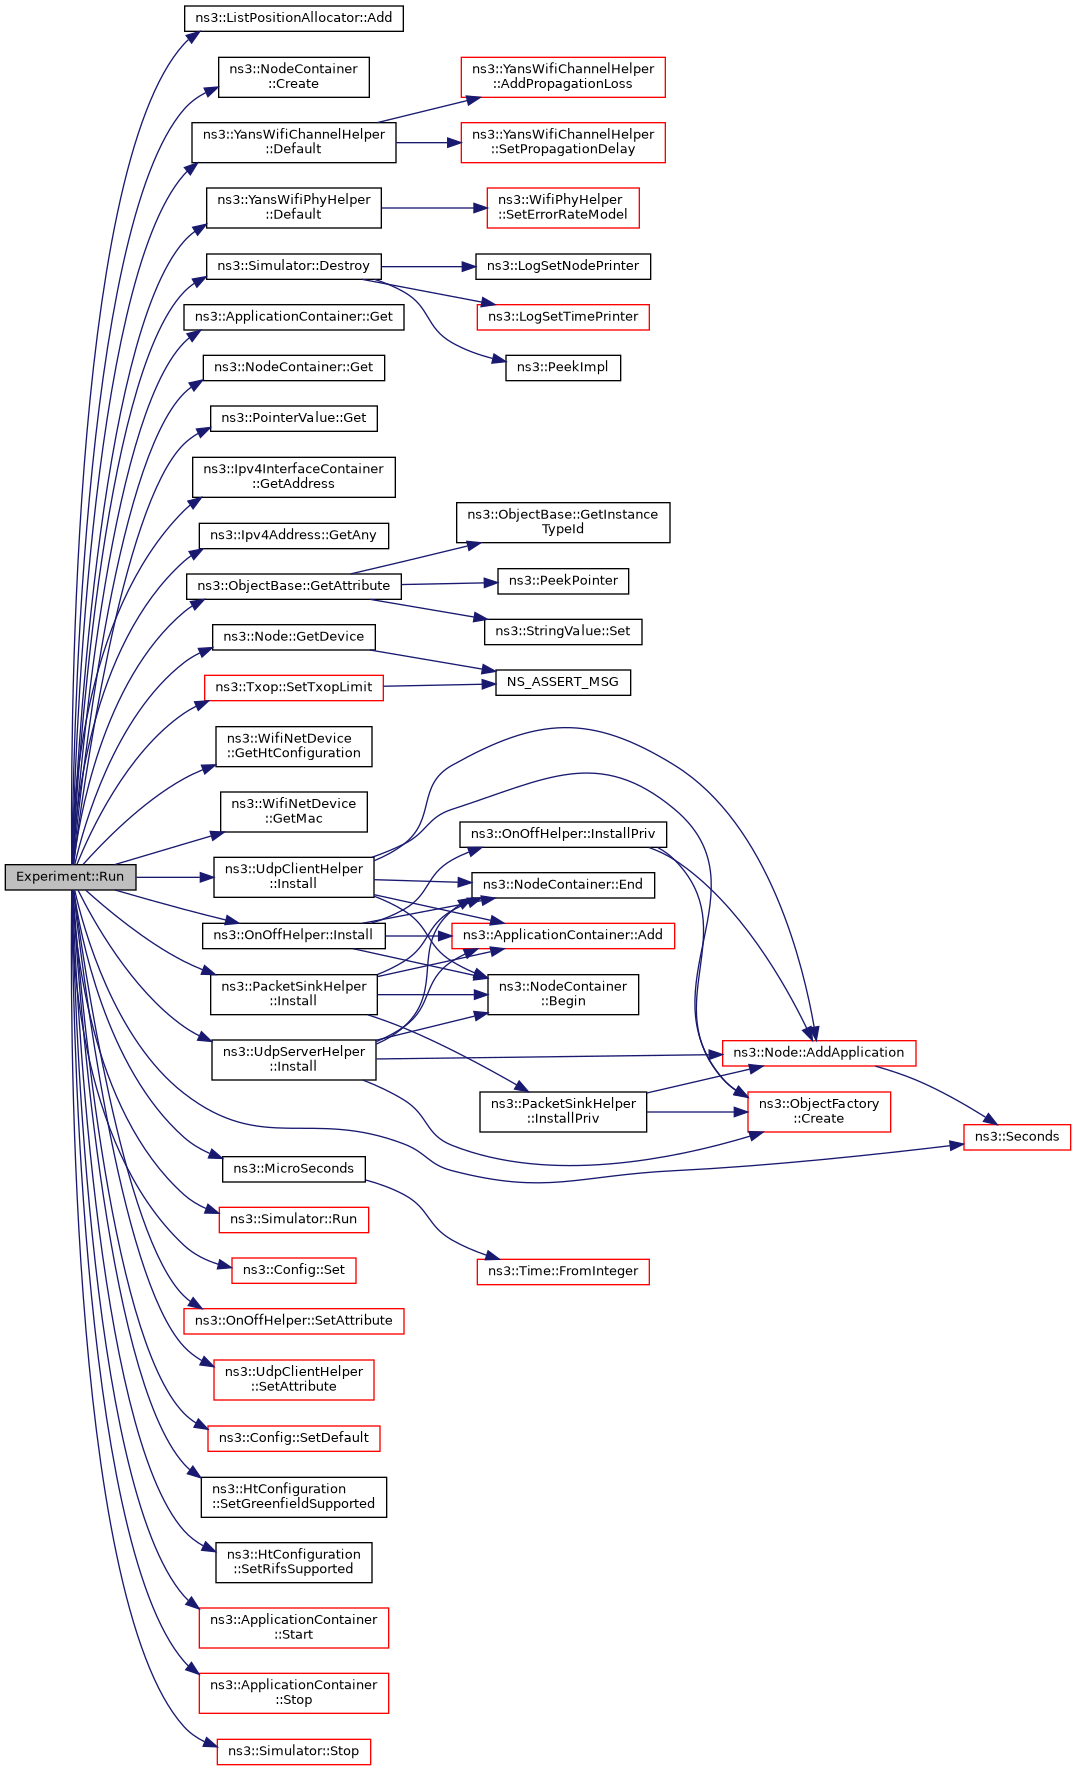 ns3::ListPositionAllocator::Add
ns3::NodeContainer
::Create
ns3::YansWifiChannelHelper
::AddPropagationLoss
ns3::YansWifiChannelHelper
::Default
ns3::YansWifiChannelHelper
::SetPropagationDelay
ns3::YansWifiPhyHelper
::Default
ns3::WifiPhyHelper
::SetErrorRateModel
ns3::Simulator::Destroy
ns3::LogSetNodePrinter
ns3::ApplicationContainer::Get
ns3::LogSetTimePrinter
ns3::NodeContainer::Get
ns3::PeekImpl
ns3::PointerValue::Get
ns3::Ipv4InterfaceContainer
::GetAddress
ns3::ObjectBase::GetInstance
TypeId
ns3::Ipv4Address::GetAny
ns3::ObjectBase::GetAttribute
ns3::PeekPointer
ns3::Node::GetDevice
ns3::StringValue::Set
ns3::Txop::SetTxopLimit
NS_ASSERT_MSG
ns3::WifiNetDevice
::GetHtConfiguration
ns3::WifiNetDevice
::GetMac
ns3::OnOffHelper::InstallPriv
Experiment::Run
ns3::UdpClientHelper
::Install
ns3::NodeContainer::End
ns3::OnOffHelper::Install
ns3::ApplicationContainer::Add
ns3::PacketSinkHelper
::Install
ns3::NodeContainer
::Begin
ns3::UdpServerHelper
::Install
ns3::Node::AddApplication
ns3::PacketSinkHelper
::InstallPriv
ns3::ObjectFactory
::Create
ns3::Seconds
ns3::MicroSeconds
ns3::Simulator::Run
ns3::Config::Set
ns3::Time::FromInteger
ns3::OnOffHelper::SetAttribute
ns3::UdpClientHelper
::SetAttribute
ns3::Config::SetDefault
ns3::HtConfiguration
::SetGreenfieldSupported
ns3::HtConfiguration
::SetRifsSupported
ns3::ApplicationContainer
::Start
ns3::ApplicationContainer
::Stop
ns3::Simulator::Stop